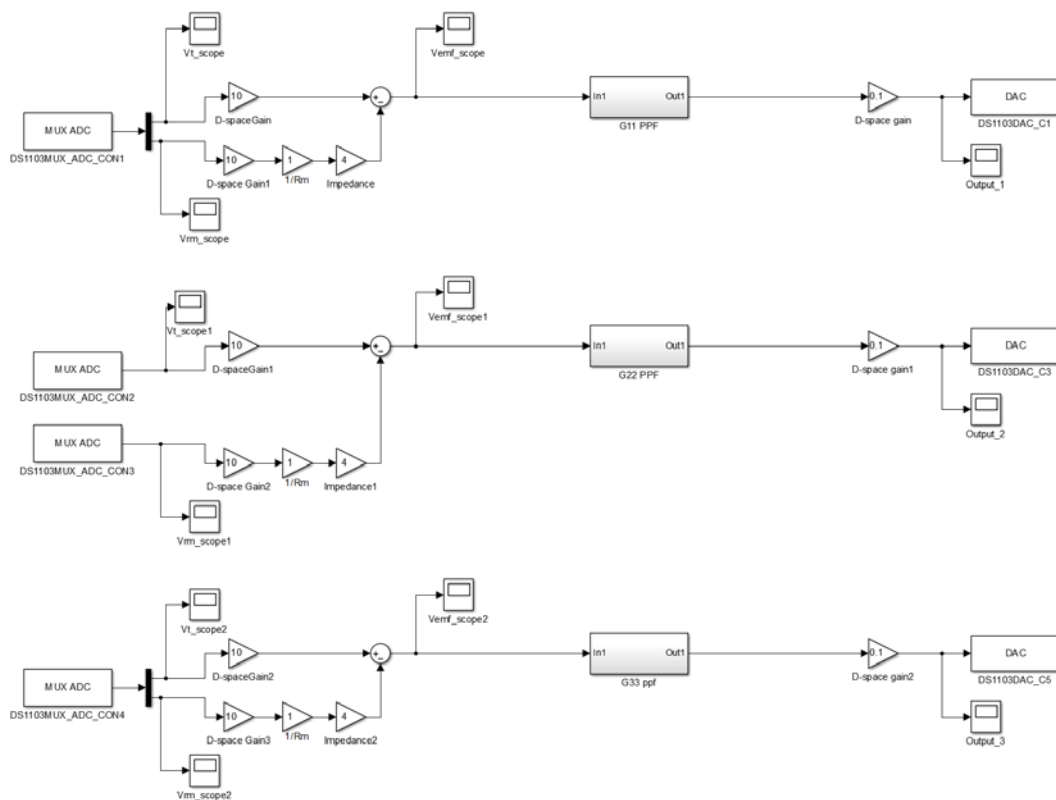 Vt_scope
Vemf_scope
10
D-spaceGain
+
-
In1 Out1
G11 PPF
0.1
D-space gain
DAC
DS1103DAC_C1
MUX ADC
DS1103MUX_ADC_CON1
10
D-space Gain1
1
1/Rm
4
Impedance
Output_1
Vrm_scope
Vt_scope1
Vemf_scope1
10
D-spaceGain1
+
-
In1 Out1
G22 PPF
0.1
D-space gain1
DAC
DS1103DAC_C3
MUX ADC
DS1103MUX_ADC_CON2
Output_2
MUX ADC
DS1103MUX_ADC_CON3
10
D-space Gain2
1
1/Rm
4
Impedance1
Vrm_scope1
Vt_scope2
Vemf_scope2
10
D-spaceGain2
+
-
In1 Out1
G33 ppf
0.1
D-space gain2
DAC
DS1103DAC_C5
MUX ADC
DS1103MUX_ADC_CON4
10
D-space Gain3
1
1/Rm
4
Impedance2
Output_3
Vrm_scope2